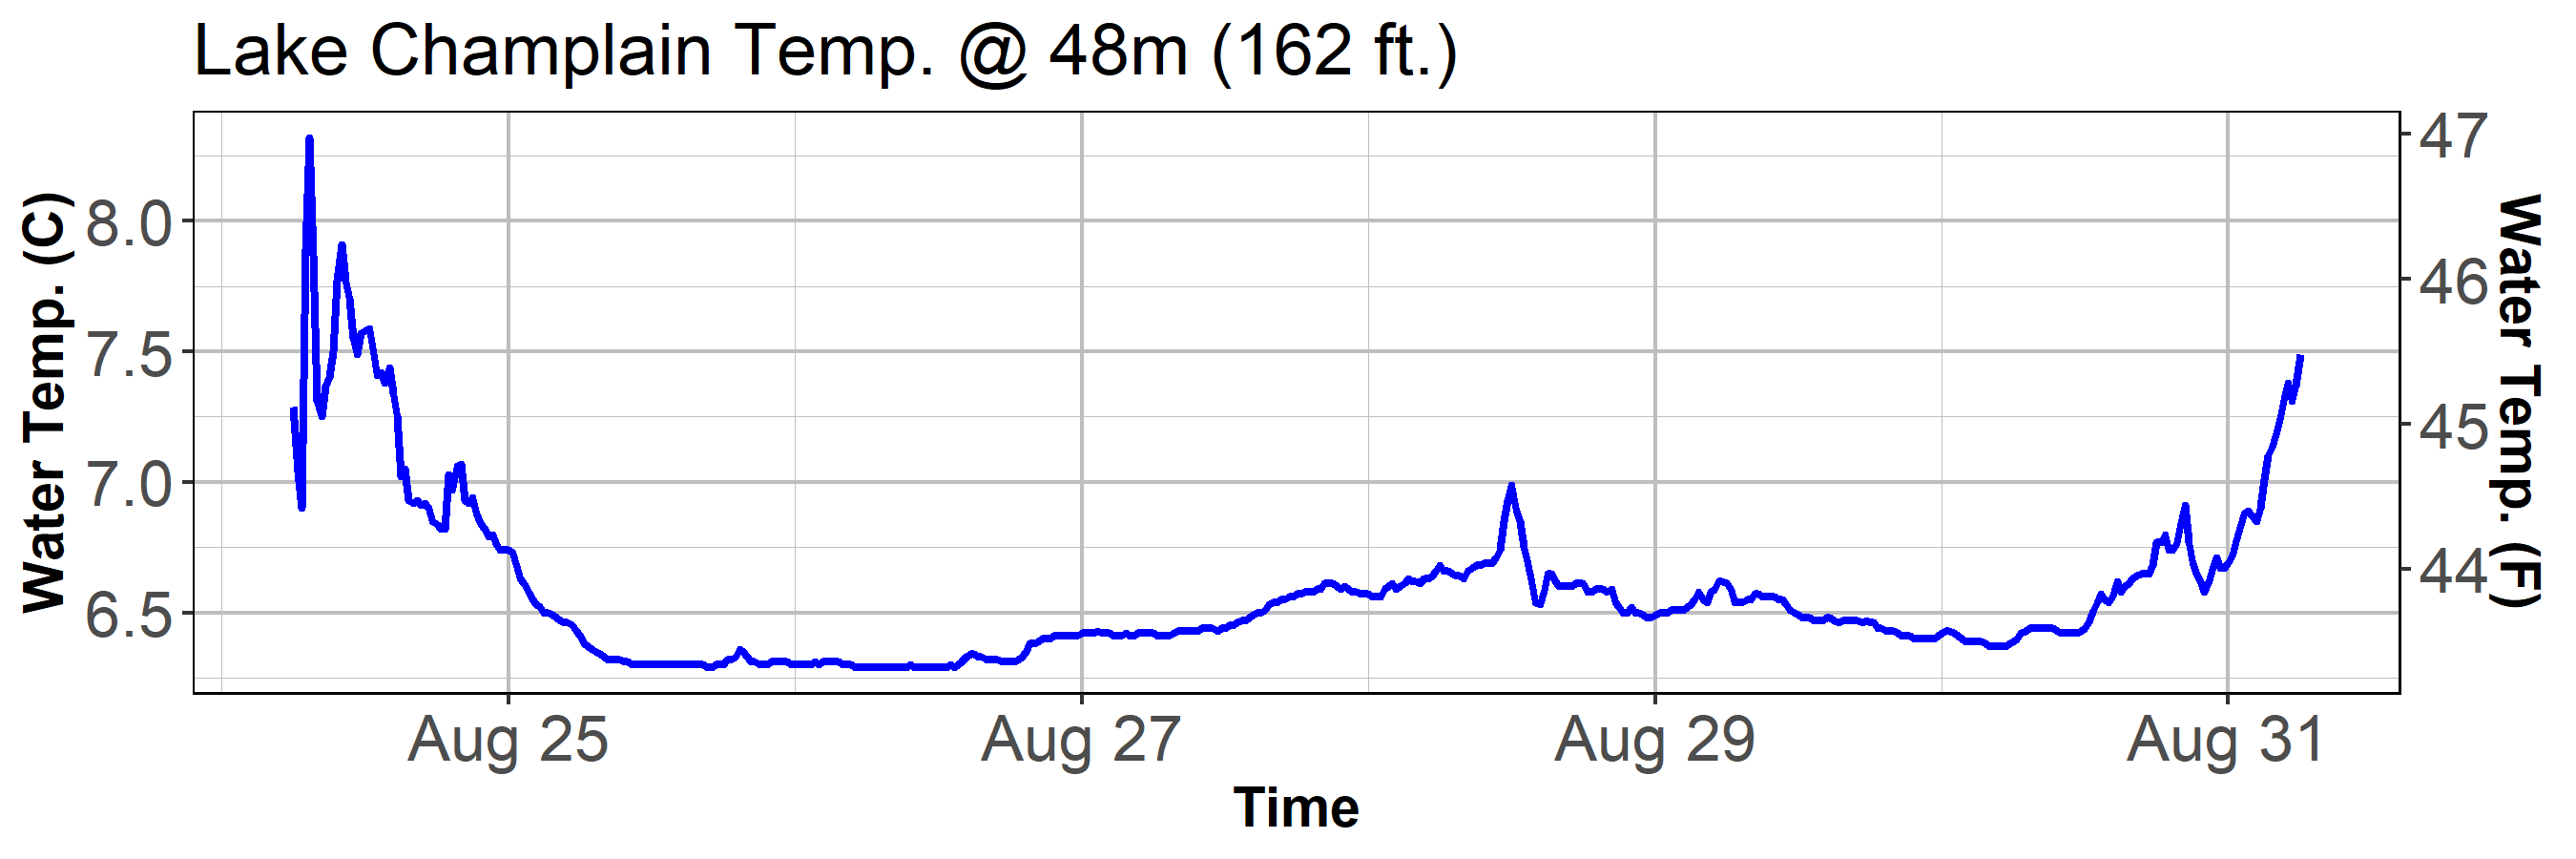 Lake Champlain Temp. @ 48m (162 ft.)
Water Temp. (C)
8.0
7.5
7.0
6.5
47
46
45
44
Water Temp. (F)
Aug 25 Aug 27 Aug 29 Aug 31
Time